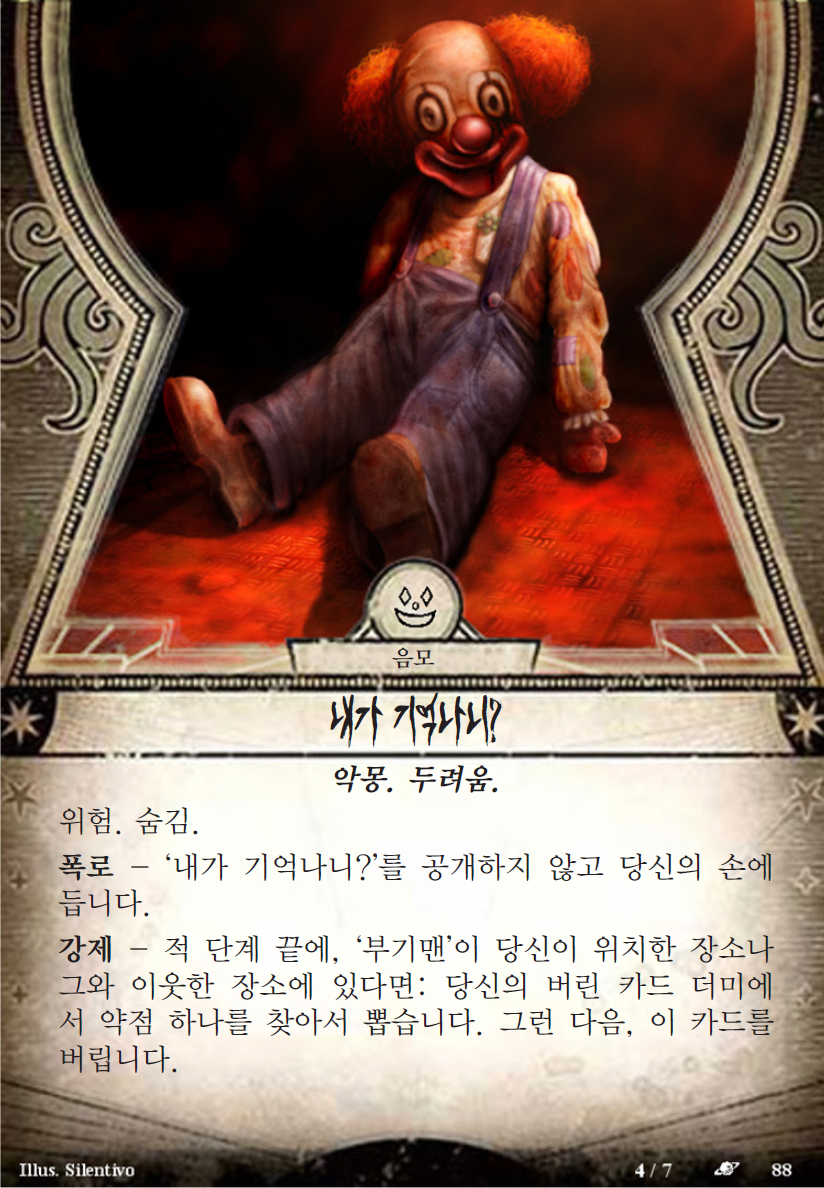 음모
내가 기억나니?
악몽. 두려움.
위험. 숨김.
폭로 – ‘내가 기억나니?’를 공개하지 않고 당신의 손에
듭니다.
강제 – 적 단계 끝에, ‘부기맨’이 당신이 위치한 장소나
그와 이웃한 장소에 있다면: 당신의 버린 카드 더미에
서 약점 하나를 찾아서 뽑습니다. 그런 다음, 이 카드를
버립니다.
Illus. Silentivo 4 / 7 88